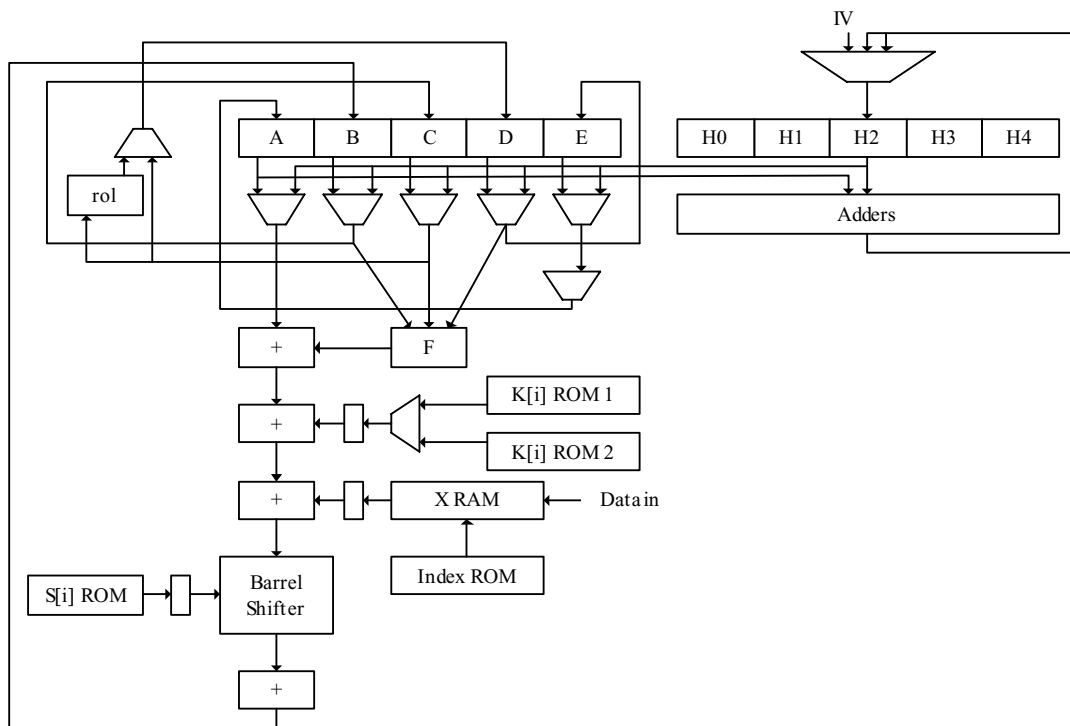 IV
A B C D E
H0 H1 H2 H3 H4
rol
Adders
+
F
K[i] ROM 1
+
K[i] ROM 2
+
X RAM
Data in
Index ROM
S[i] ROM
Barrel
Shifter
+